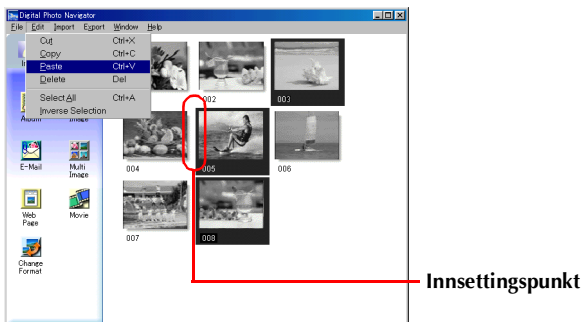 Digital Photo Navigator
File Edit Import Export Window Help
Cut Ctrl+X
Copy Ctrl+C
Paste Ctrl+V
Delete Del
Select All Ctrl+A
Inverse Selection
Album Image
E-Mail Multi Image
Web Page Movie
Change Format
002 003
004 005 006
007 008
Innsettingspunkt